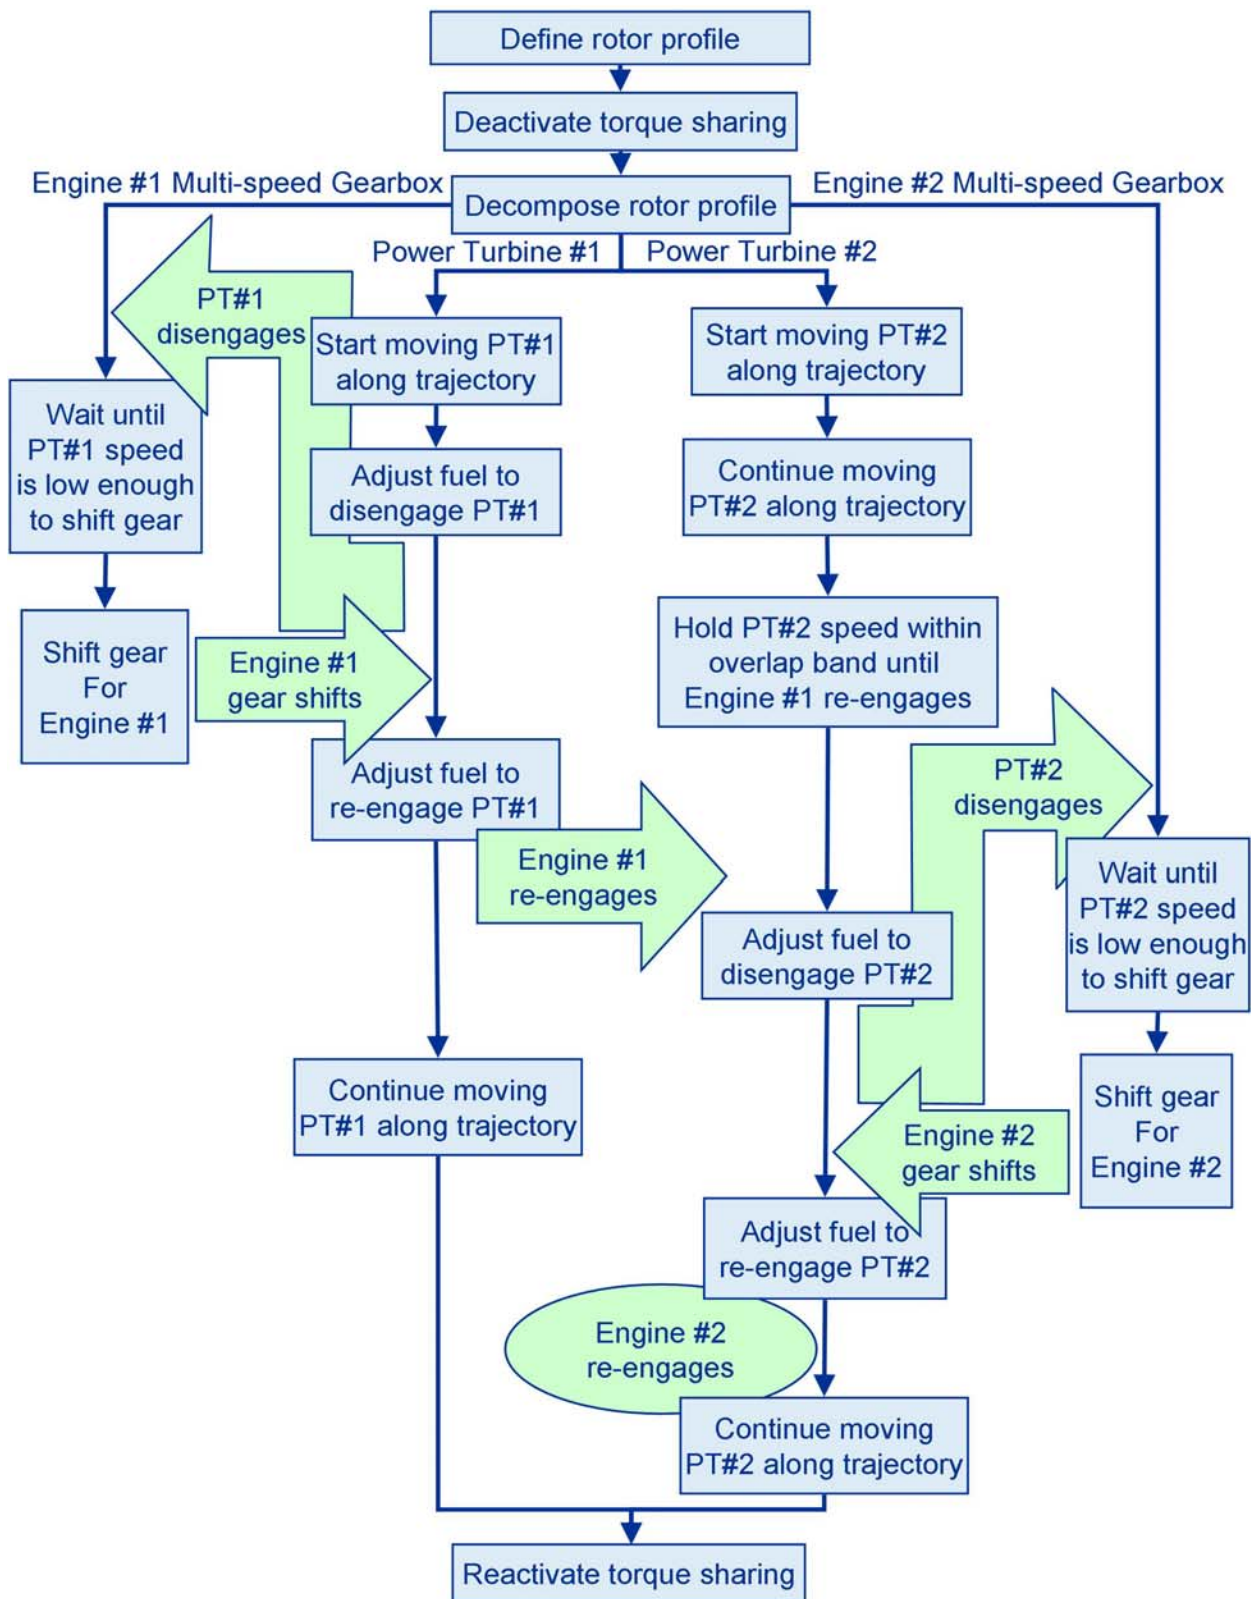 Define rotor profile
Deactivate torque sharing
Engine #1 Multi-speed Gearbox
Engine #2 Multi-speed Gearbox
Decompose rotor profile
Power Turbine #1
Power Turbine #2
PT#1
disengages
Start moving PT#1
along trajectory
Start moving PT#2
along trajectory
Wait until
PT#1 speed
is low enough
to shift gear
Adjust fuel to
disengage PT#1
Continue moving
PT#2 along trajectory
Shift gear
For
Engine #1
Engine #1
gear shifts
Hold PT#2 speed within
overlap band until
Engine #1 re-engages
Adjust fuel to
re-engage PT#1
PT#2
disengages
Engine #1
re-engages
Wait until
PT#2 speed
is low enough
to shift gear
Adjust fuel to
disengage PT#2
Continue moving
PT#1 along trajectory
Shift gear
For
Engine #2
Engine #2
gear shifts
Adjust fuel to
re-engage PT#2
Engine #2
re-engages
Continue moving
PT#2 along trajectory
Reactivate torque sharing